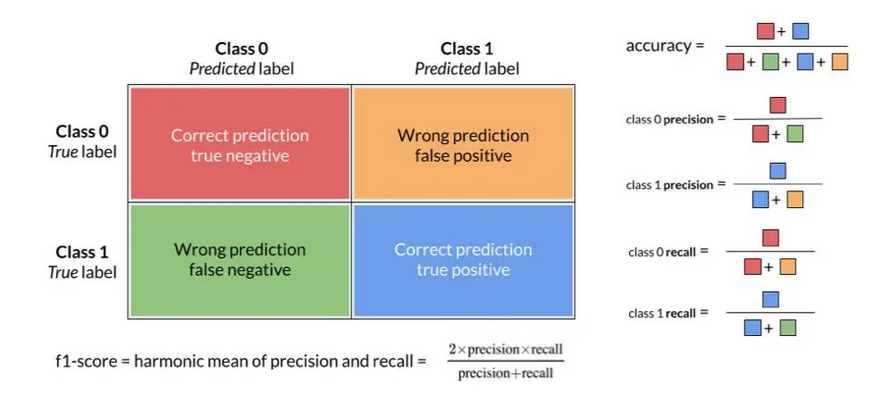 Class 0
Predicted label
Class 1
Predicted label
Class 0
True label
Correct prediction
true negative
Wrong prediction
false positive
Class 1
True label
Wrong prediction
false negative
Correct prediction
true positive
f1-score = harmonic mean of precision and recall =
2×precision×recall
precision+recall
accuracy =
+
+ + +
class 0 precision =
+
class 1 precision =
+
class 0 recall =
+
class 1 recall =
+